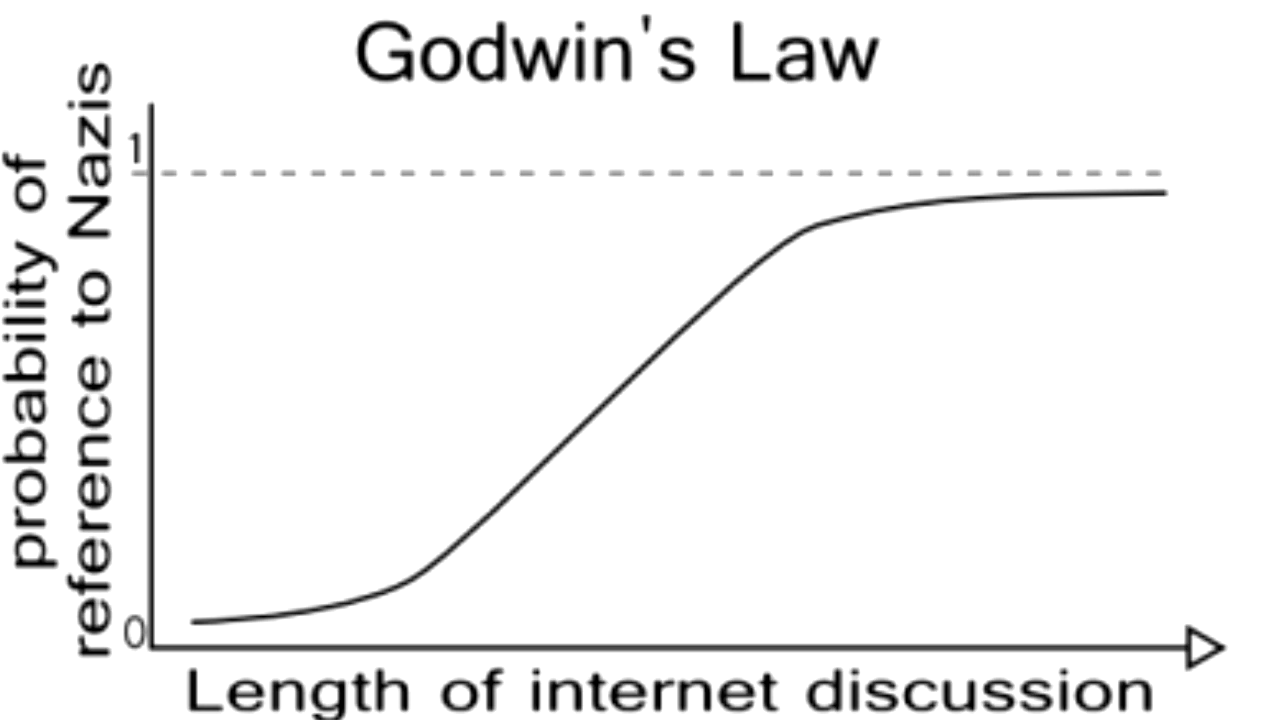 Godwin's Law
probability of
reference to Nazis
1
0
Length of internet discussion